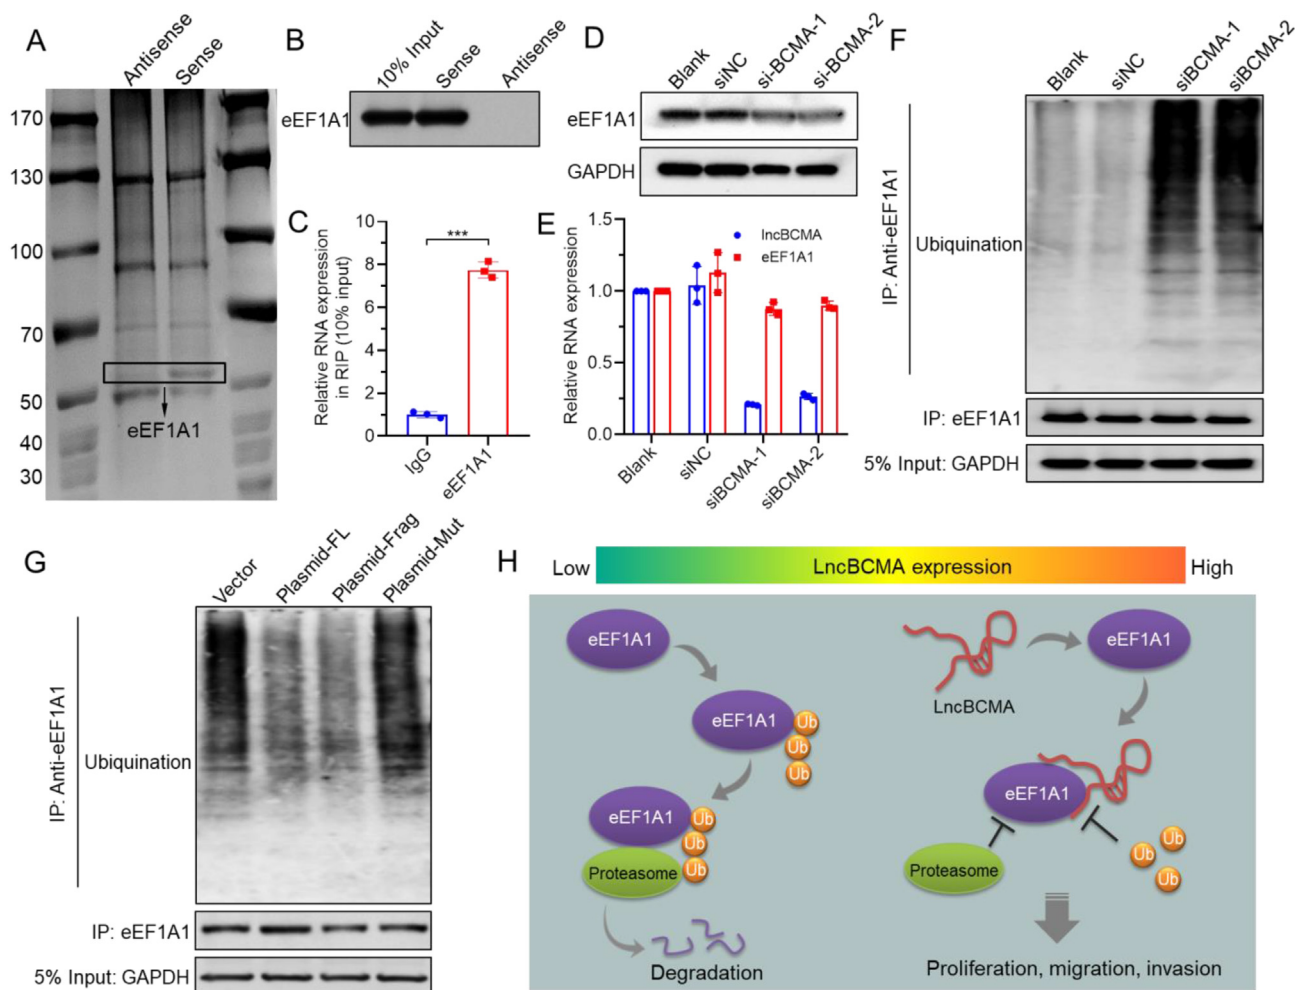 A
Antisense
Sense
170
130
100
70
50
40
30
eEF1A1
B
10% Input
Sense
Antisense
eEF1A1
C
Relative RNA expression
in RIP (10% input)
10
8
6
4
2
0
***
IgG
eEF1A1
D
Blank
siNC
si-BCMA-1
si-BCMA-2
eEF1A1
GAPDH
E
Relative RNA expression
1.5
1.0
0.5
0.0
lncBCMA
eEF1A1
Blank
siNC
siBCMA-1
siBCMA-2
F
Blank
siNC
siBCMA-1
siBCMA-2
IP: Anti-eEF1A1
Ubiquination
IP: eEF1A1
5% Input: GAPDH
G
Vector
Plasmid-FL
Plasmid-Frag
Plasmid-Mut
IP: Anti-eEF1A1
Ubiquination
IP: eEF1A1
5% Input: GAPDH
H
Low
LncBCMA expression
High
eEF1A1
eEF1A1
Ub
Ub
Ub
eEF1A1
Ub
Ub
Ub
Proteasome
Degradation
LncBCMA
eEF1A1
eEF1A1
Proteasome
Ub
Ub
Ub
Proliferation, migration, invasion